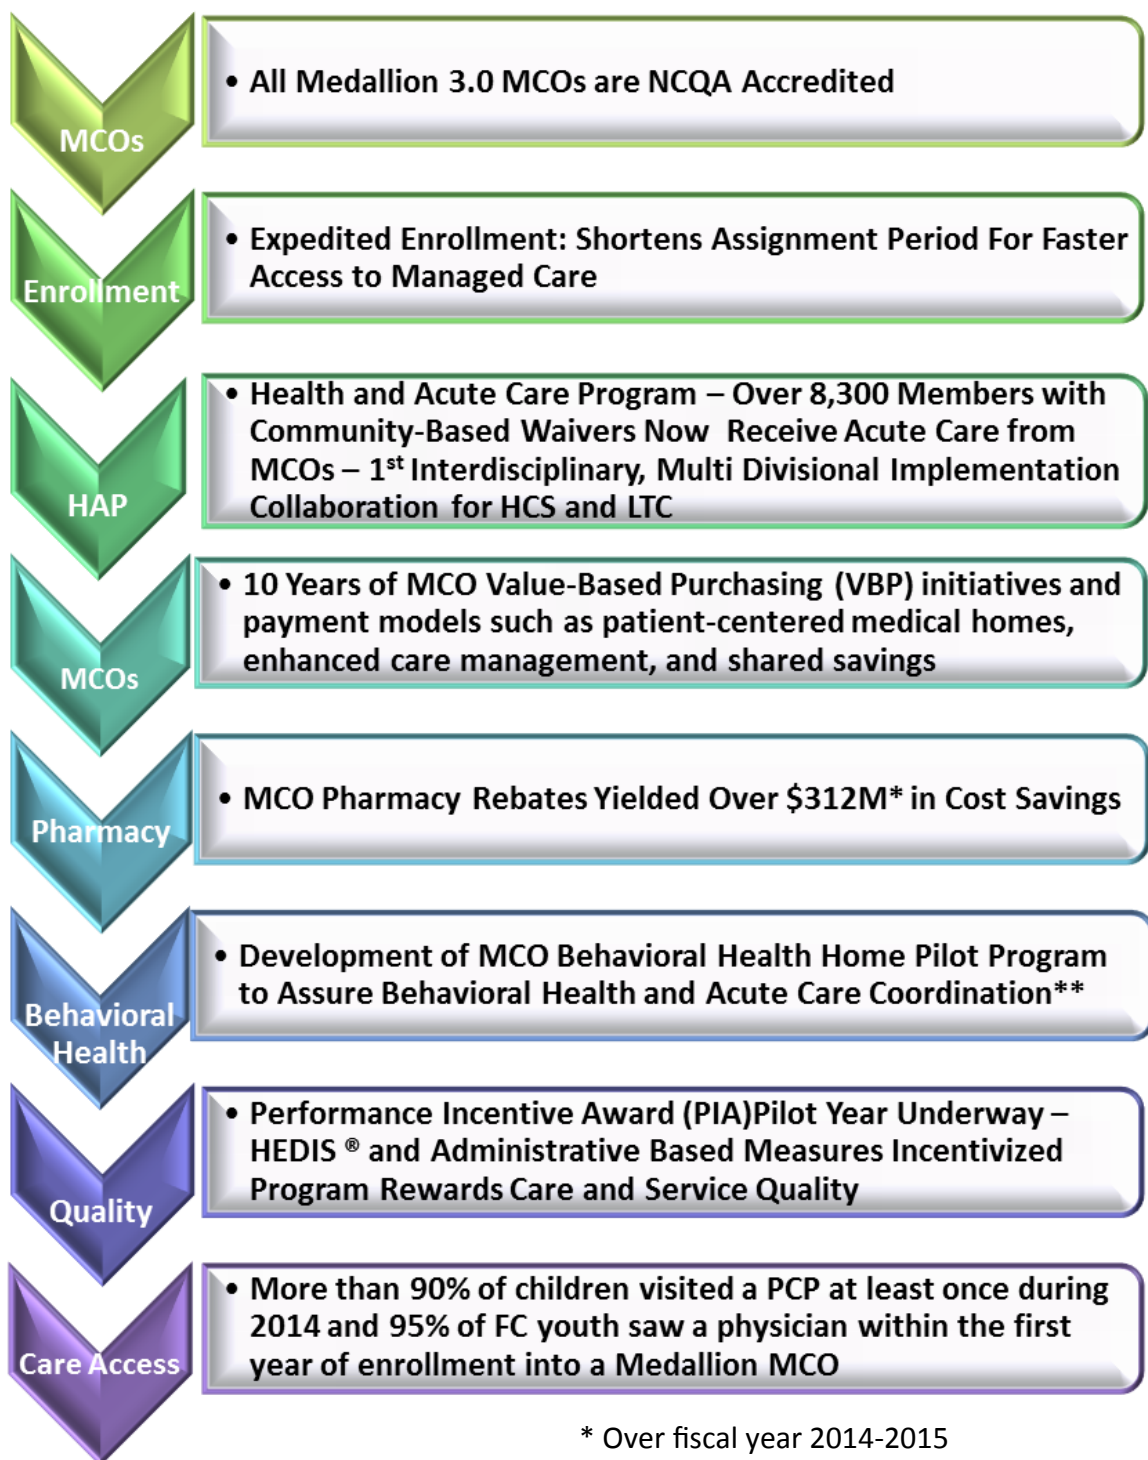 MCOs
• All Medallion 3.0 MCOs are NCQA Accredited
Enrollment
• Expedited Enrollment: Shortens Assignment Period For Faster
Access to Managed Care
HAP
• Health and Acute Care Program – Over 8,300 Members with
Community-Based Waivers Now Receive Acute Care from
MCOs – 1st Interdisciplinary, Multi Divisional Implementation
Collaboration for HCS and LTC
MCOs
• 10 Years of MCO Value-Based Purchasing (VBP) initiatives and
payment models such as patient-centered medical homes,
enhanced care management, and shared savings
Pharmacy
• MCO Pharmacy Rebates Yielded Over $312M* in Cost Savings
Behavioral
Health
• Development of MCO Behavioral Health Home Pilot Program
to Assure Behavioral Health and Acute Care Coordination**
Quality
• Performance Incentive Award (PIA)Pilot Year Underway –
HEDIS ® and Administrative Based Measures Incentivized
Program Rewards Care and Service Quality
Care Access
• More than 90% of children visited a PCP at least once during
2014 and 95% of FC youth saw a physician within the first
year of enrollment into a Medallion MCO
* Over fiscal year 2014-2015